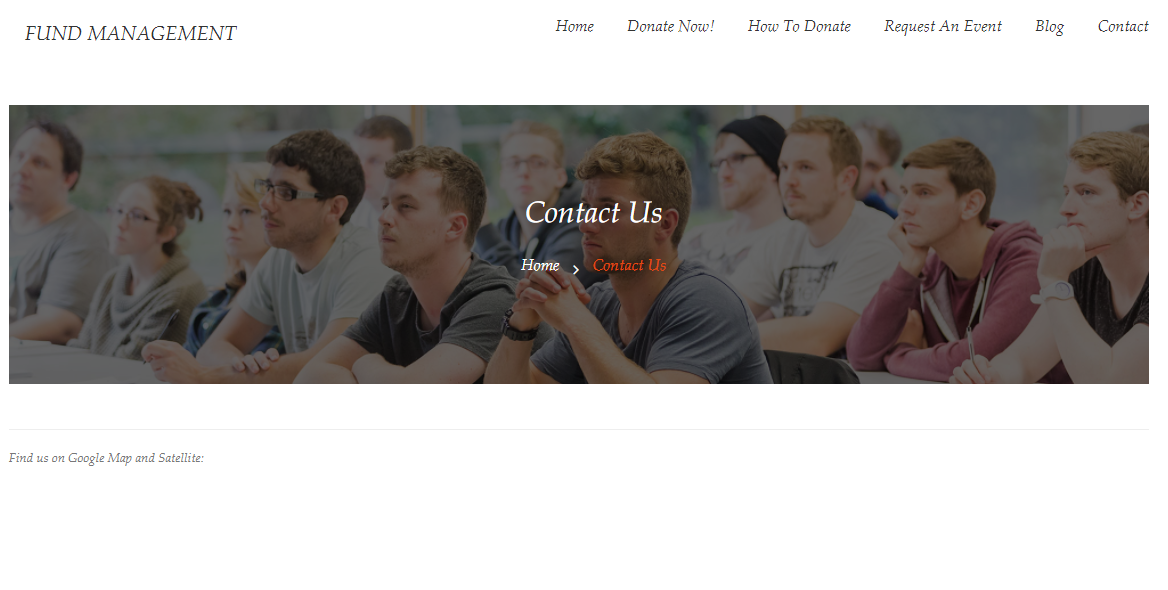 FUND MANAGEMENT
Home Donate Now! How To Donate Request An Event Blog Contact
Contact Us
Home › Contact Us
Find us on Google Map and Satellite: